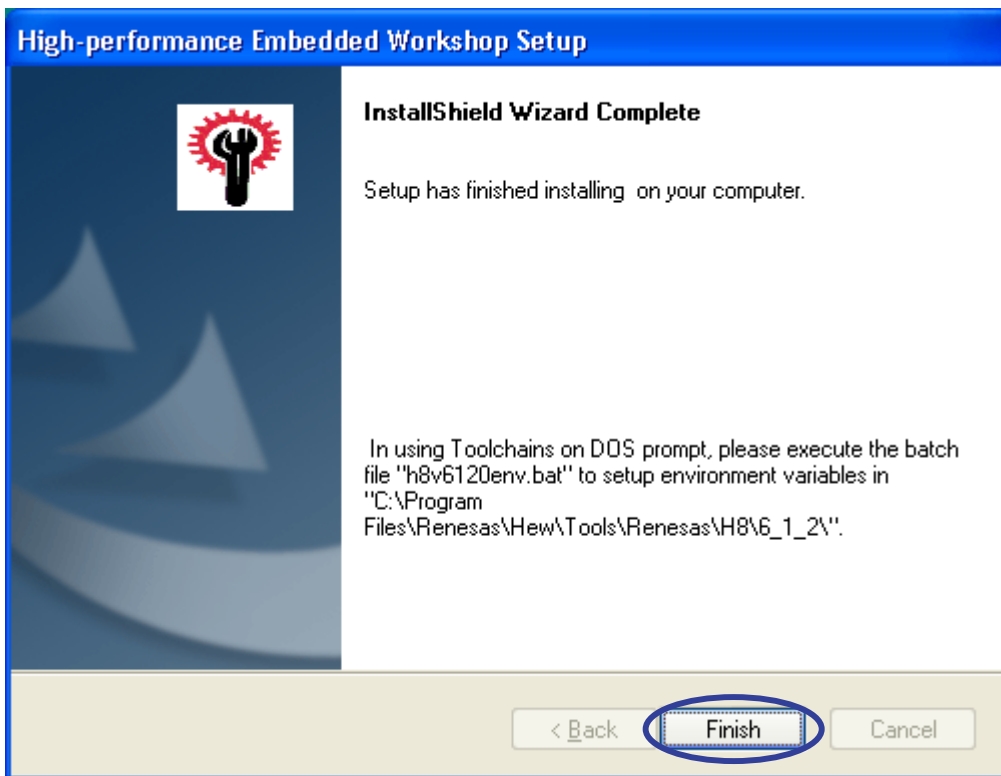 High-performance Embedded Workshop Setup
InstallShield Wizard Complete
Setup has finished installing  on your computer.
In using Toolchains on DOS prompt, please execute the batch
file "h8v6120env.bat" to setup environment variables in
"C:\Program
Files\Renesas\Hew\Tools\Renesas\H8\6_1_2\".
< Back
Finish
Cancel